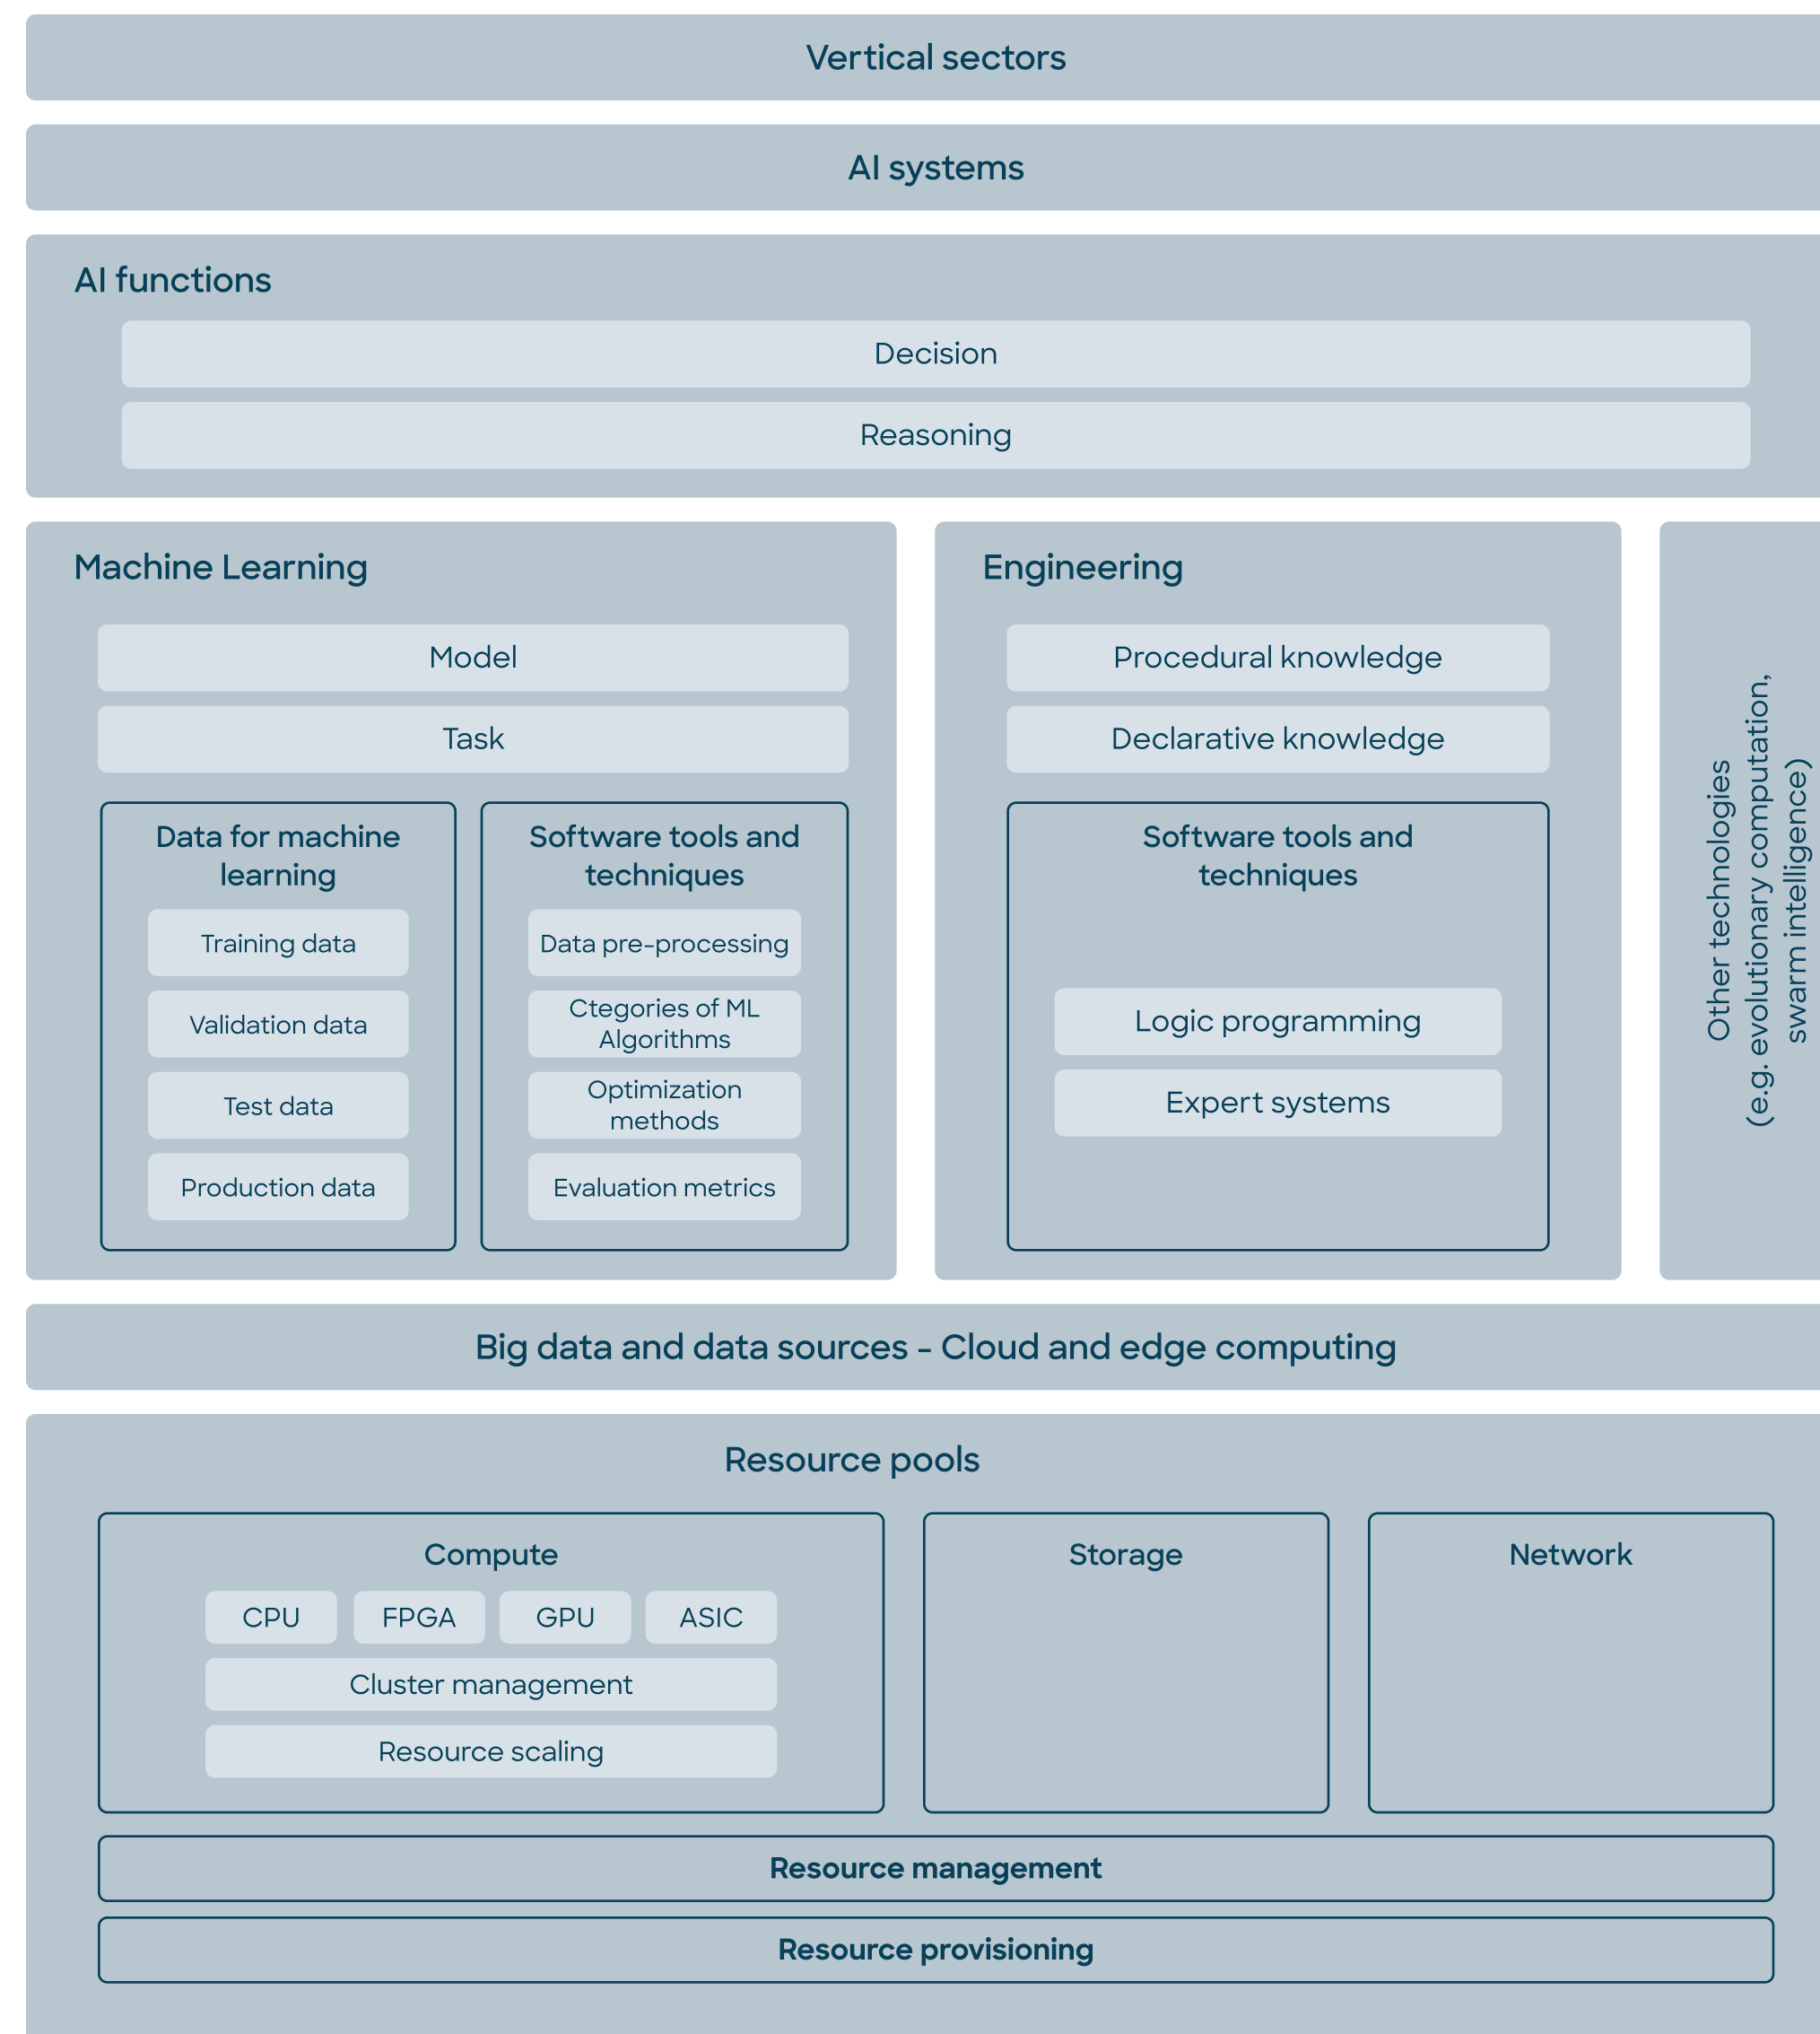 Vertical sectors
AI systems
AI functions
Decision
Reasoning
Machine Learning
Model
Task
Data for machine
learning
Training data
Validation data
Test data
Production data
Software tools and
techniques
Data pre-processing
Ctegories of ML
Algorithms
Optimization
methods
Evaluation metrics
Engineering
Procedural knowledge
Declarative knowledge
Software tools and
techniques
Logic programming
Expert systems
Other technologies
(e.g. evolutionary computation,
swarm intelligence)
Big data and data sources - Cloud and edge computing
Resource pools
Compute
CPU
FPGA
GPU
ASIC
Cluster management
Resource scaling
Storage
Network
Resource management
Resource provisioning